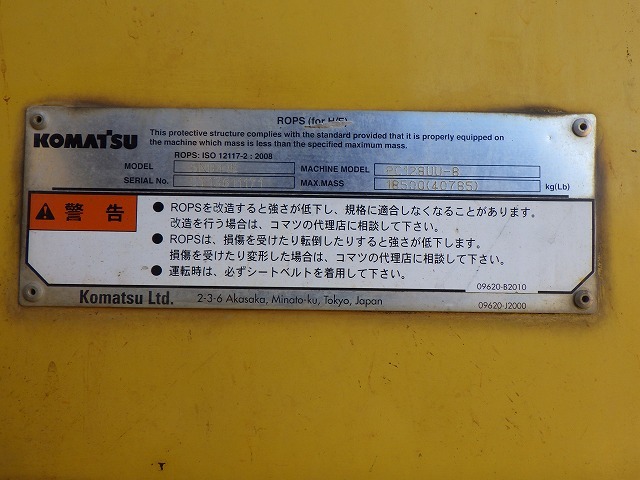 ROPS (for H/E)
KOMATSU
This protective structure complies with the standard provided that it is properly equipped on
the machine which mass is less than the specified maximum mass.
ROPS: ISO 12117-2 : 2008
MODEL
MACHINE MODEL PC128UU-8
SERIAL No.
MAX.MASS 18500(40785) kg(Lb)
警告
● ROPSを改造すると強さが低下し、規格に適合しなくなることがあります。
改造を行う場合は、コマツの代理店に相談して下さい。
● ROPSは、損傷を受けたり転倒したりすると強さが低下します。
損傷を受けたり変形した場合は、コマツの代理店に相談して下さい。
● 運転時は、必ずシートベルトを着用して下さい。
09620-B2010
Komatsu Ltd. 2-3-6 Akasaka, Minato-ku, Tokyo, Japan
09620-J2000